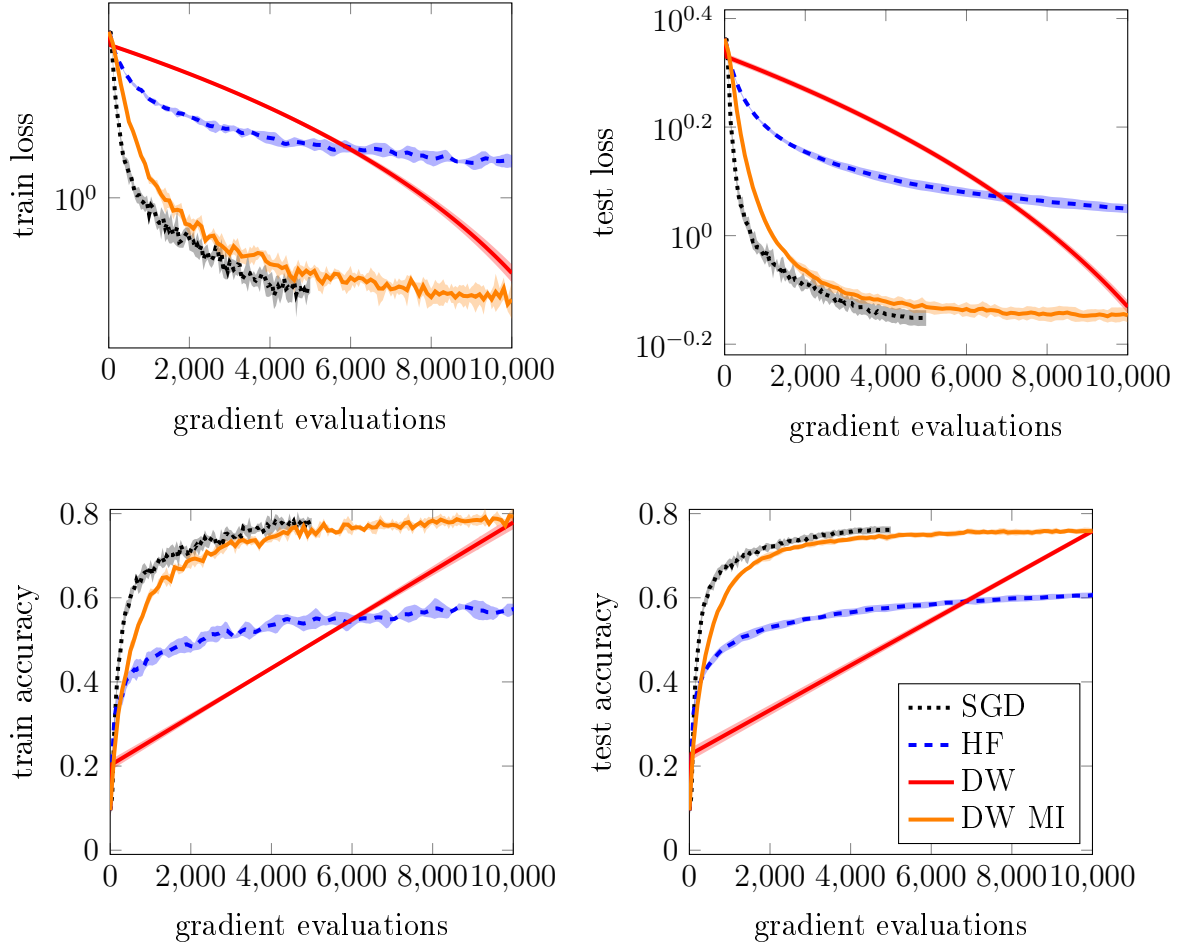 train loss
10⁰
0 2,000 4,000 6,000 8,000 10,000
gradient evaluations
test loss
10^0.4
10^0.2
10^0
10^−0.2
0 2,000 4,000 6,000 8,000 10,000
gradient evaluations
train accuracy
0.8
0.6
0.4
0.2
0
0 2,000 4,000 6,000 8,000 10,000
gradient evaluations
test accuracy
0.8
0.6
0.4
0.2
0
0 2,000 4,000 6,000 8,000 10,000
gradient evaluations
SGD
HF
DW
DW MI